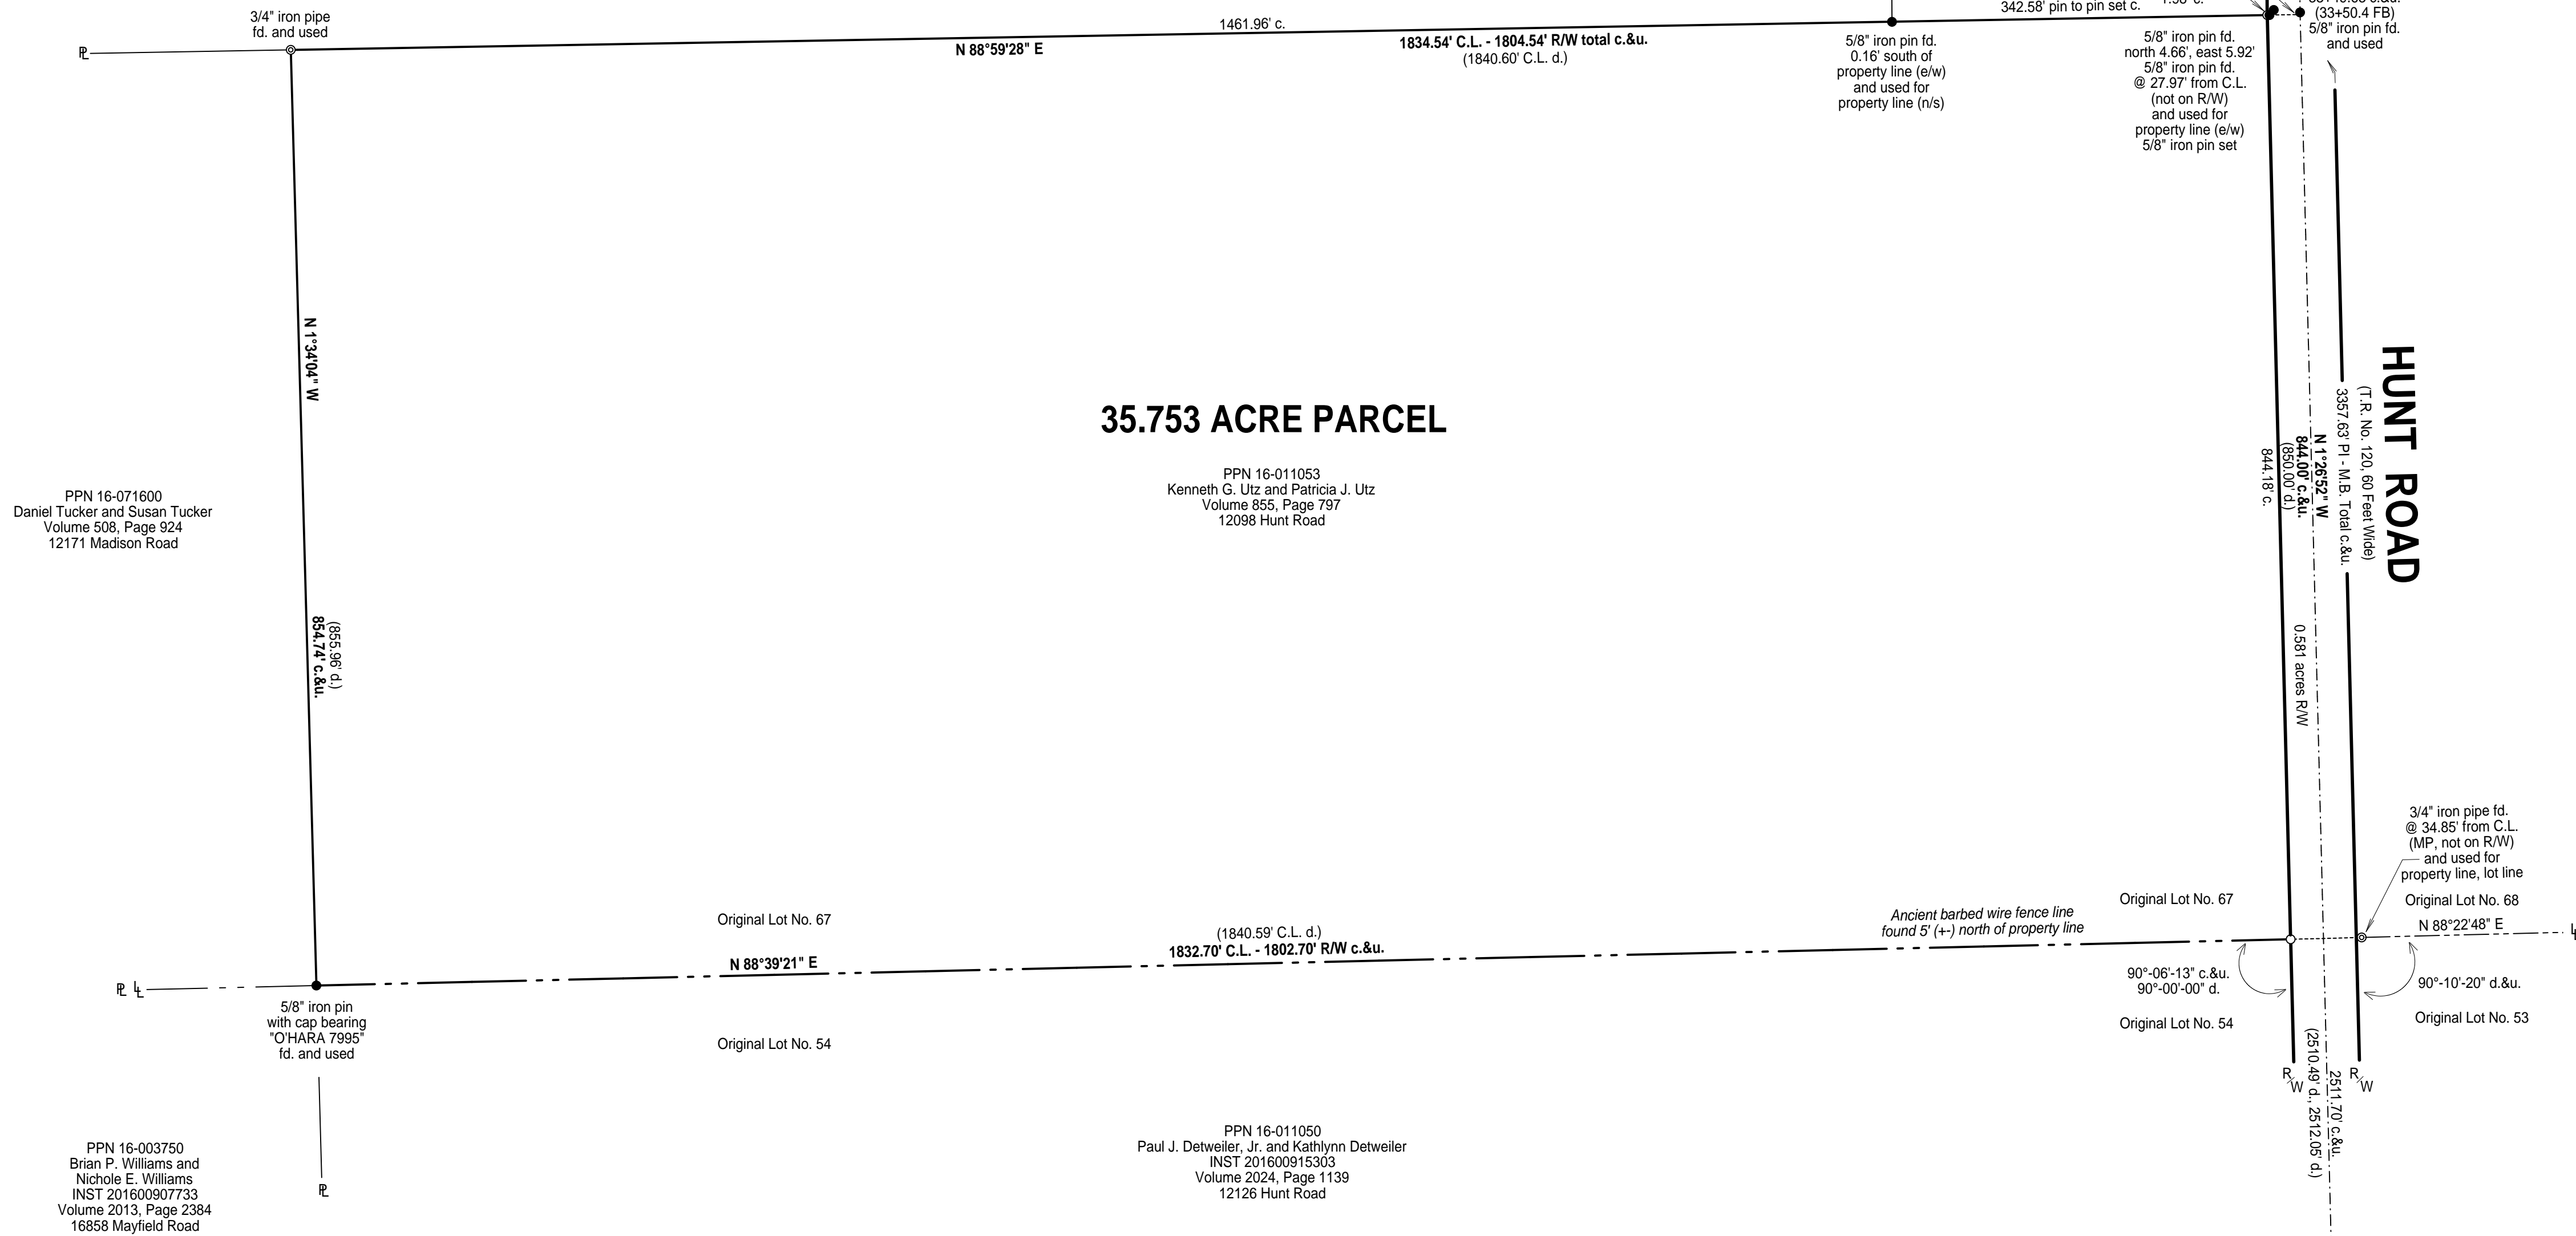 3/4" iron pipe
fd. and used
PL
1461.96' c.
N 88°59'28" E
1834.54' C.L. - 1804.54' R/W total c.&u.
(1840.60' C.L. d.)
342.58' pin to pin set c.
5/8" iron pin fd.
0.16' south of
property line (e/w)
and used for
property line (n/s)
5/8" iron pin fd.
north 4.66', east 5.92'
5/8" iron pin fd.
@ 27.97' from C.L.
(not on R/W)
and used for
property line (e/w)
5/8" iron pin set
(33+50.4 FB)
5/8" iron pin fd.
and used
N 1°34'04" W
(855.96' d.)
854.74' c.&u.
35.753 ACRE PARCEL
PPN 16-011053
Kenneth G. Utz and Patricia J. Utz
Volume 855, Page 797
12098 Hunt Road
PPN 16-071600
Daniel Tucker and Susan Tucker
Volume 508, Page 924
12171 Madison Road
HUNT ROAD
(T.R. No. 120, 60 Feet Wide)
3357.63' PI - M.B. Total c.&u.
N 1°26'52" W
844.00' c.&u.
(850.00' d.)
844.18' c.
0.581 acres R/W
3/4" iron pipe fd.
@ 34.85' from C.L.
(MP, not on R/W)
and used for
property line, lot line
Original Lot No. 67
Original Lot No. 67
Original Lot No. 68
Ancient barbed wire fence line
found 5' (+-) north of property line
N 88°22'48" E
(1840.59' C.L. d.)
1832.70' C.L. - 1802.70' R/W c.&u.
N 88°39'21" E
PL LL
90°-06'-13" c.&u.
90°-00'-00" d.
90°-10'-20" d.&u.
5/8" iron pin
with cap bearing
"O'HARA 7995"
fd. and used
Original Lot No. 54
Original Lot No. 54
Original Lot No. 53
R/W
R/W
(2510.49' d., 2512.05' d.)
2511.70' c.&u.
PPN 16-011050
Paul J. Detweiler, Jr. and Kathlynn Detweiler
INST 201600915303
Volume 2024, Page 1139
12126 Hunt Road
PPN 16-003750
Brian P. Williams and
Nichole E. Williams
INST 201600907733
Volume 2013, Page 2384
16858 Mayfield Road
PL